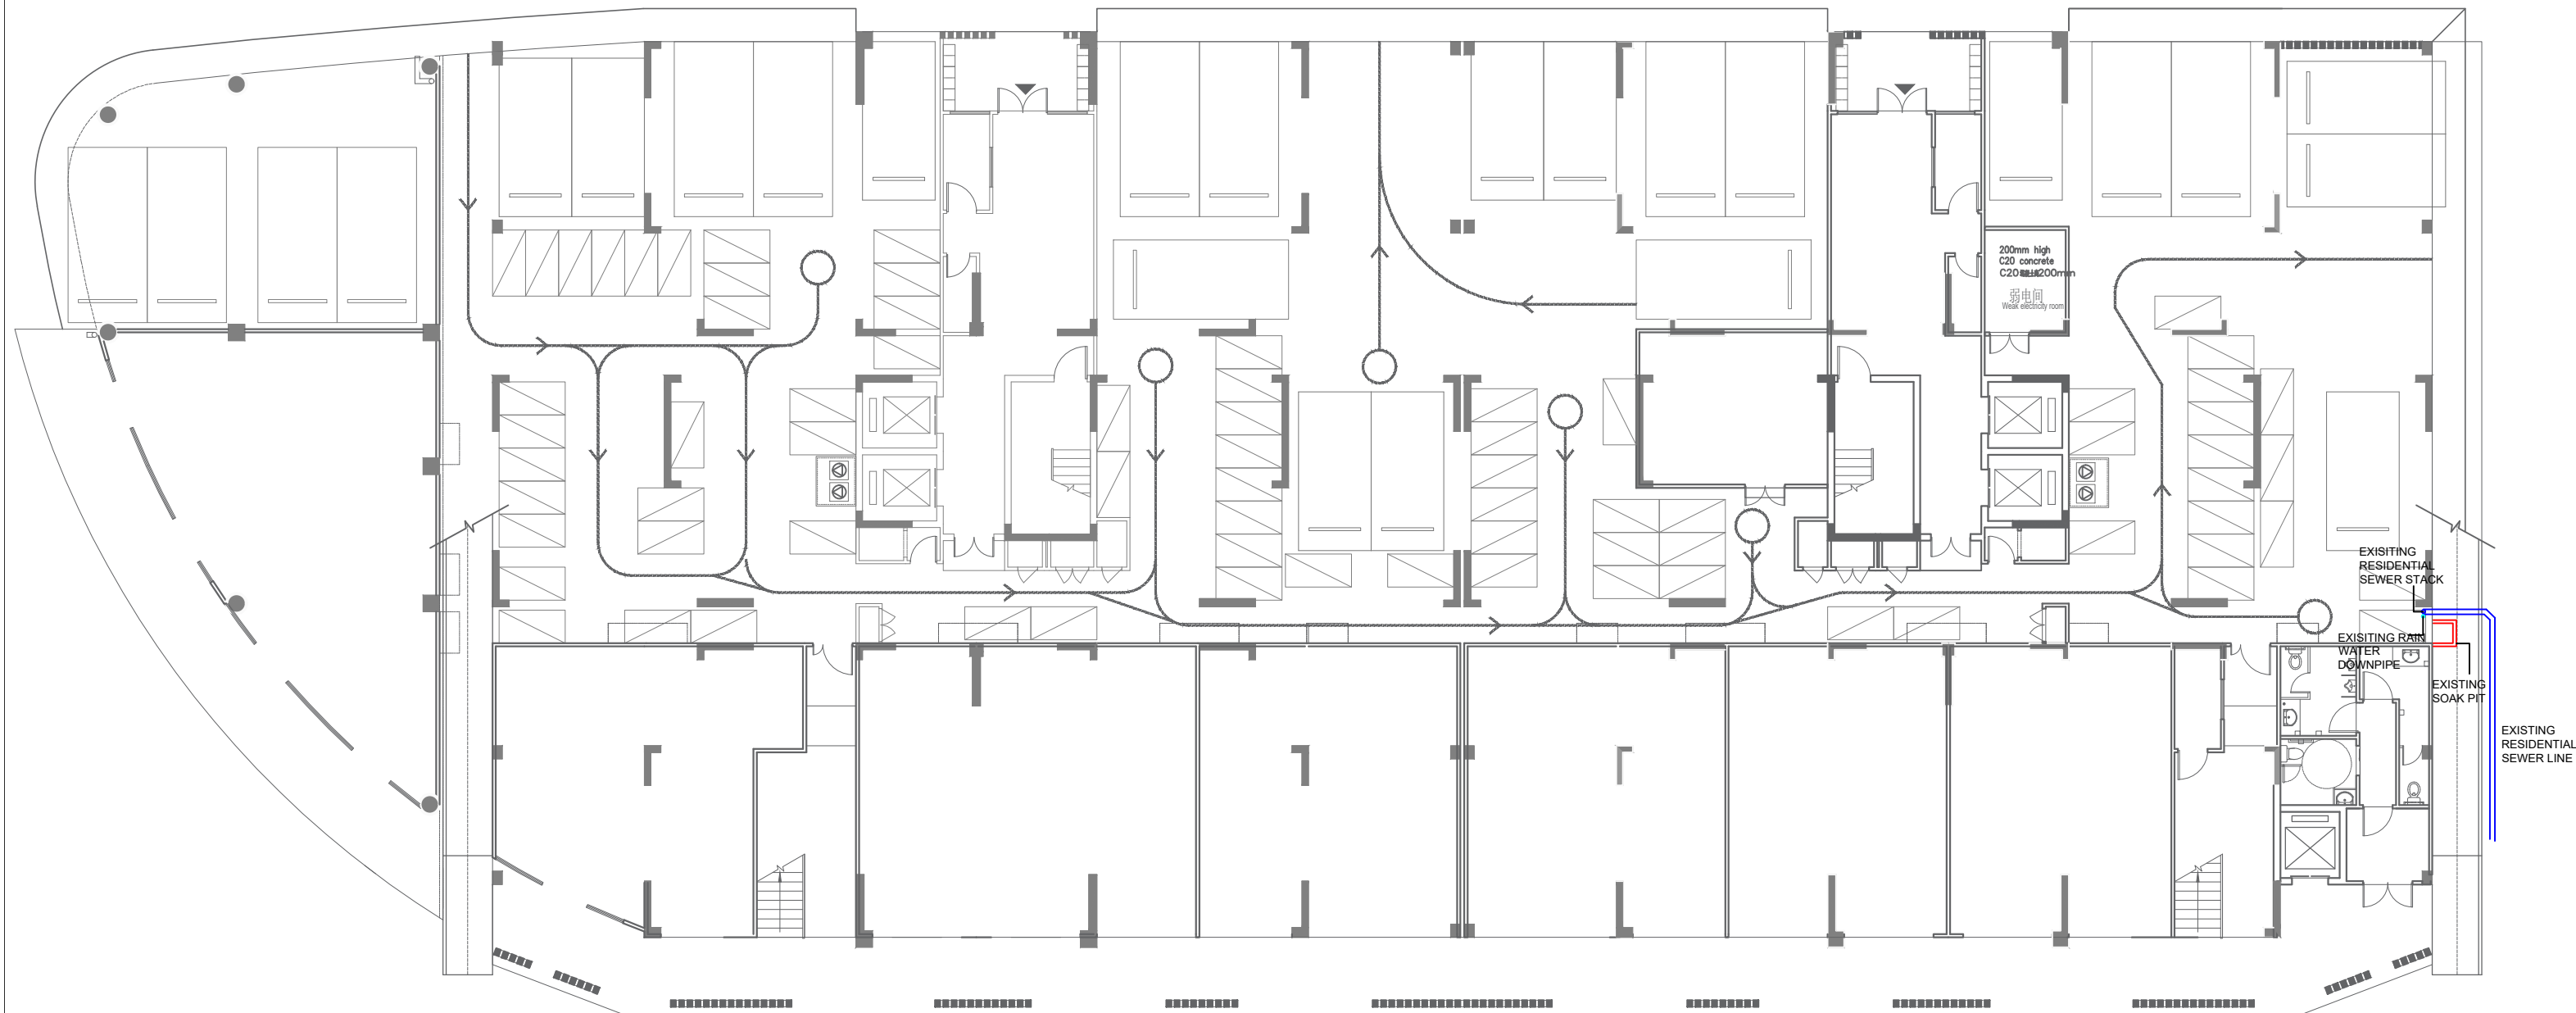 200mm high
C20 concrete
弱电间
Weak electricity room
EXISITING
RESIDENTIAL
SEWER STACK
EXISITING RAIN
WATER
DOWNPIPE
EXISTING
SOAK PIT
EXISTING
RESIDENTIAL
SEWER LINE